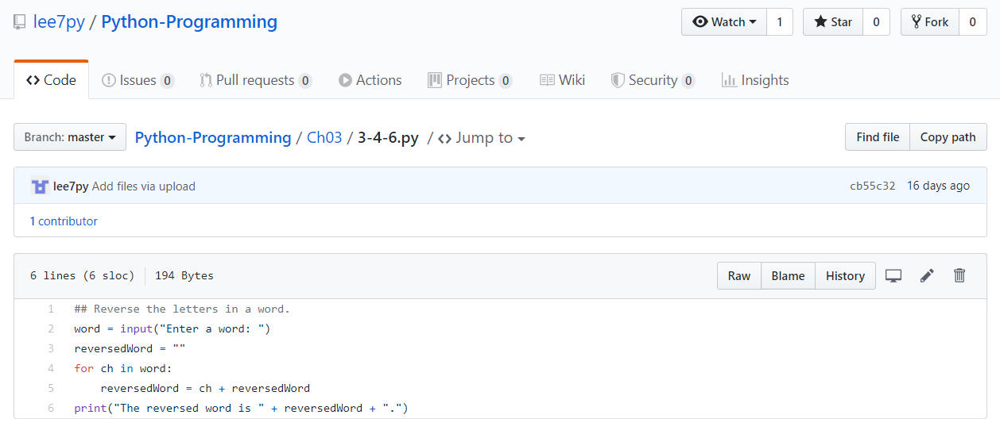 lee7py / Python-Programming
Watch 1 Star 0 Fork 0
Code Issues 0 Pull requests 0 Actions Projects 0 Wiki Security 0 Insights
Branch: master Python-Programming / Ch03 / 3-4-6.py / <> Jump to Find file Copy path
lee7py Add files via upload cb55c32 16 days ago
1 contributor
6 lines (6 sloc) 194 Bytes Raw Blame History
1 ## Reverse the letters in a word.
2 word = input("Enter a word: ")
3 reversedWord = ""
4 for ch in word:
5     reversedWord = ch + reversedWord
6 print("The reversed word is " + reversedWord + ".")